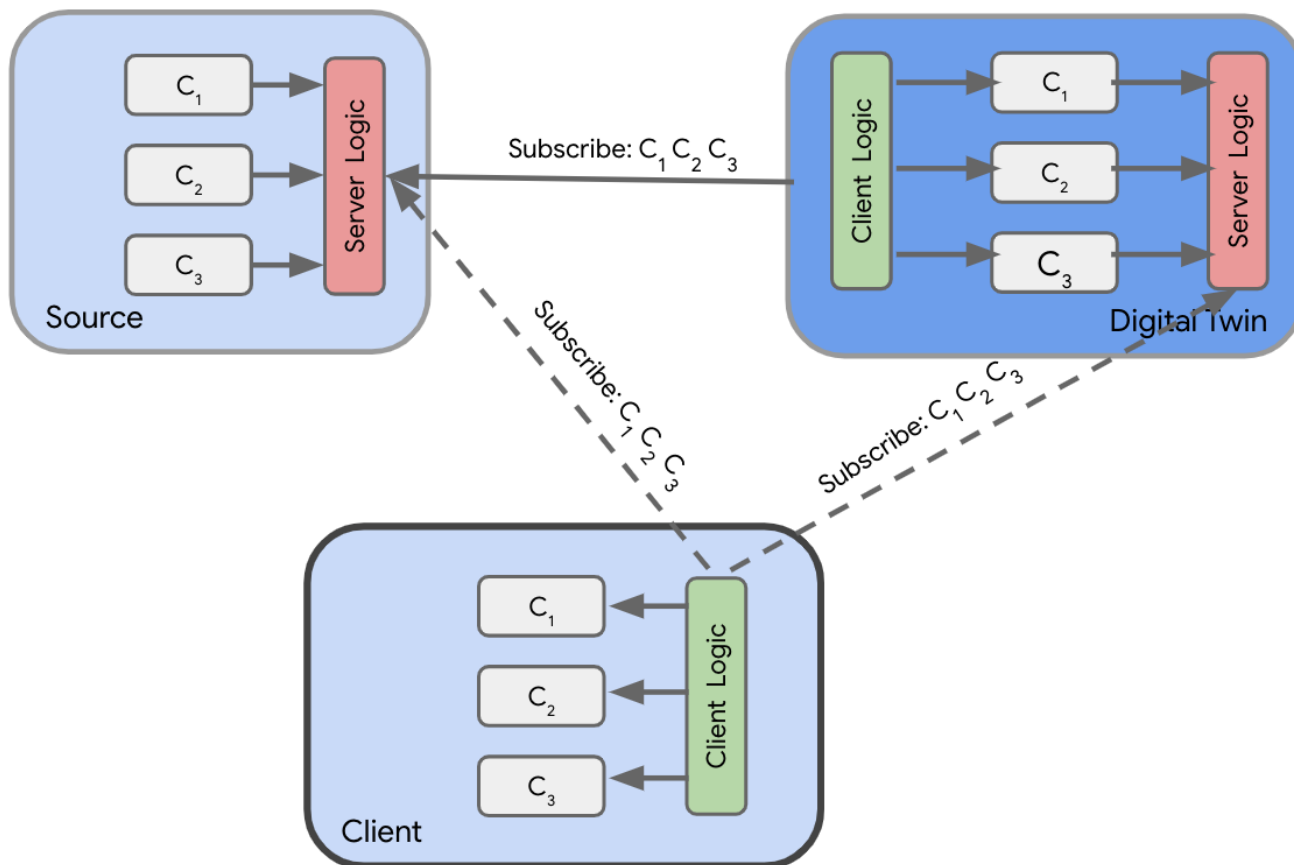 C₁
C₂
C₃
Server Logic
Source
Subscribe: C₁ C₂ C₃
Client Logic
C₁
C₂
C₃
Server Logic
Digital Twin
Subscribe: C₁ C₂ C₃
Subscribe: C₁ C₂ C₃
C₁
C₂
C₃
Client Logic
Client